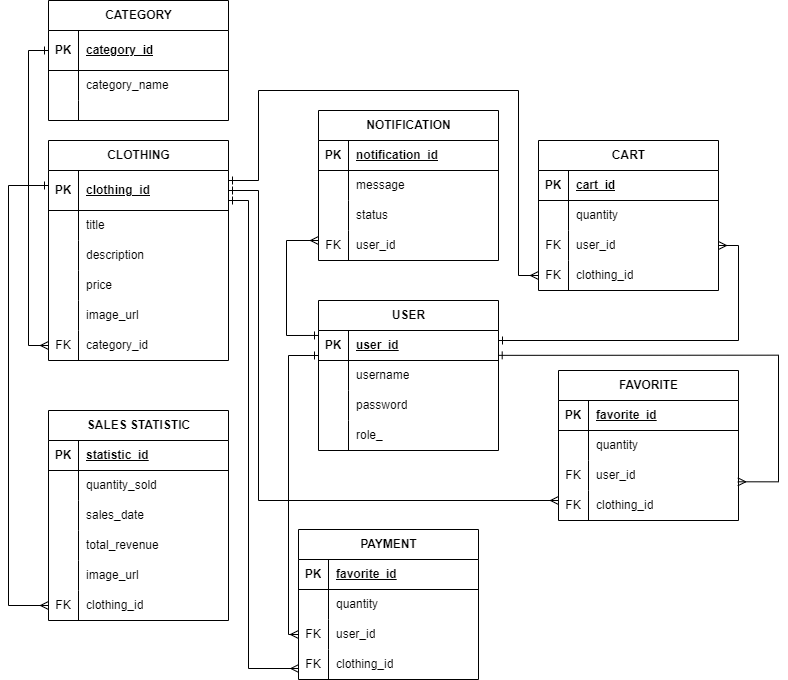 CATEGORY
PK category_id
category_name
CLOTHING
PK clothing_id
title
description
price
image_url
FK category_id
SALES STATISTIC
PK statistic_id
quantity_sold
sales_date
total_revenue
image_url
FK clothing_id
NOTIFICATION
PK notification_id
message
status
FK user_id
USER
PK user_id
username
password
role_
PAYMENT
PK favorite_id
quantity
FK user_id
FK clothing_id
CART
PK cart_id
quantity
FK user_id
FK clothing_id
FAVORITE
PK favorite_id
quantity
FK user_id
FK clothing_id